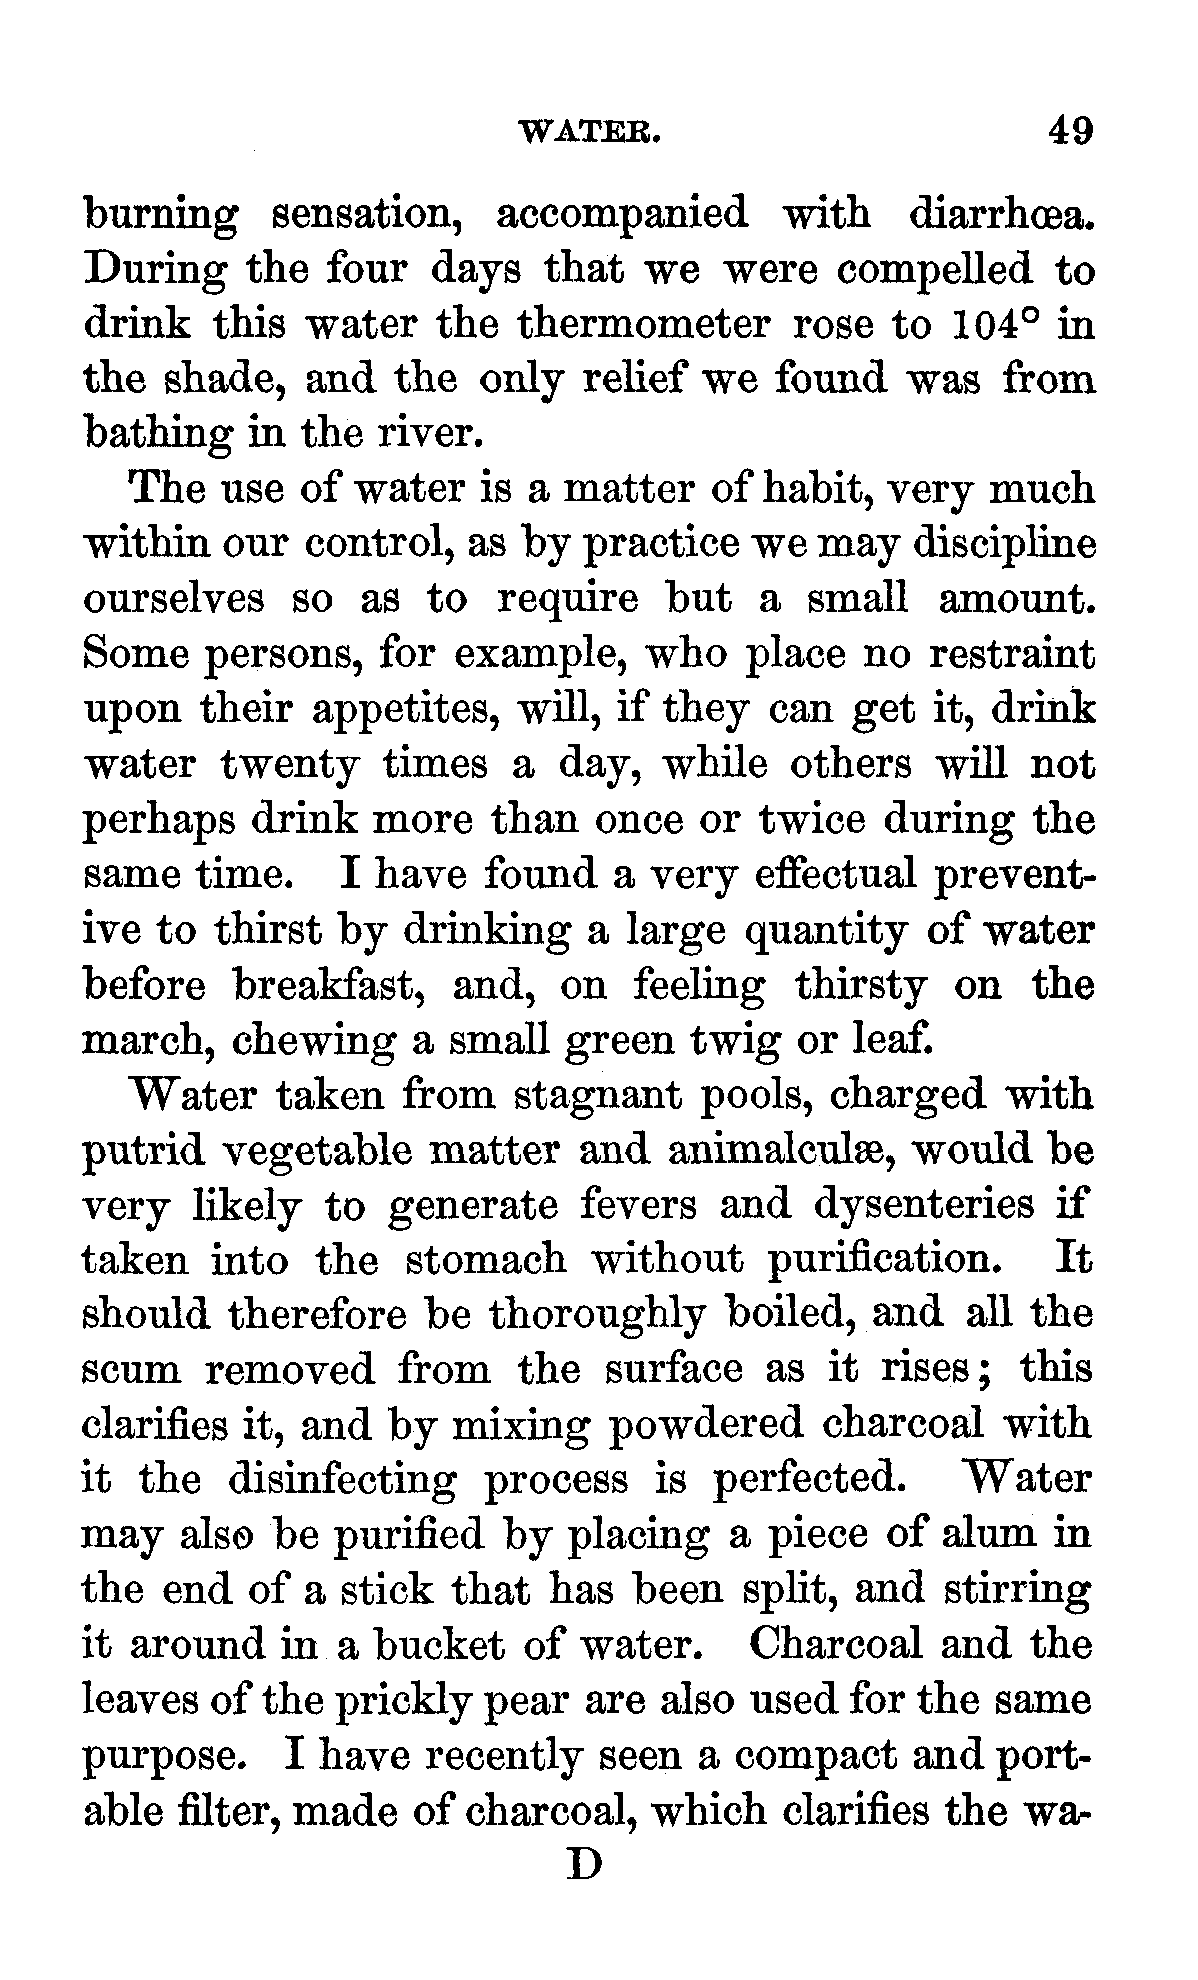 WATER. 49
burning sensation, accompanied with diarrhœa.
During the four days that we were compelled to
drink this water the thermometer rose to 104° in
the shade, and the only relief we found was from
bathing in the river.
The use of water is a matter of habit, very much
within our control, as by practice we may discipline
ourselves so as to require but a small amount.
Some persons, for example, who place no restraint
upon their appetites, will, if they can get it, drink
water twenty times a day, while others will not
perhaps drink more than once or twice during the
same time. I have found a very effectual prevent-
ive to thirst by drinking a large quantity of water
before breakfast, and, on feeling thirsty on the
march, chewing a small green twig or leaf.
Water taken from stagnant pools, charged with
putrid vegetable matter and animalculæ, would be
very likely to generate fevers and dysenteries if
taken into the stomach without purification. It
should therefore be thoroughly boiled, and all the
scum removed from the surface as it rises; this
clarifies it, and by mixing powdered charcoal with
it the disinfecting process is perfected. Water
may also be purified by placing a piece of alum in
the end of a stick that has been split, and stirring
it around in a bucket of water. Charcoal and the
leaves of the prickly pear are also used for the same
purpose. I have recently seen a compact and port-
able filter, made of charcoal, which clarifies the wa-
D